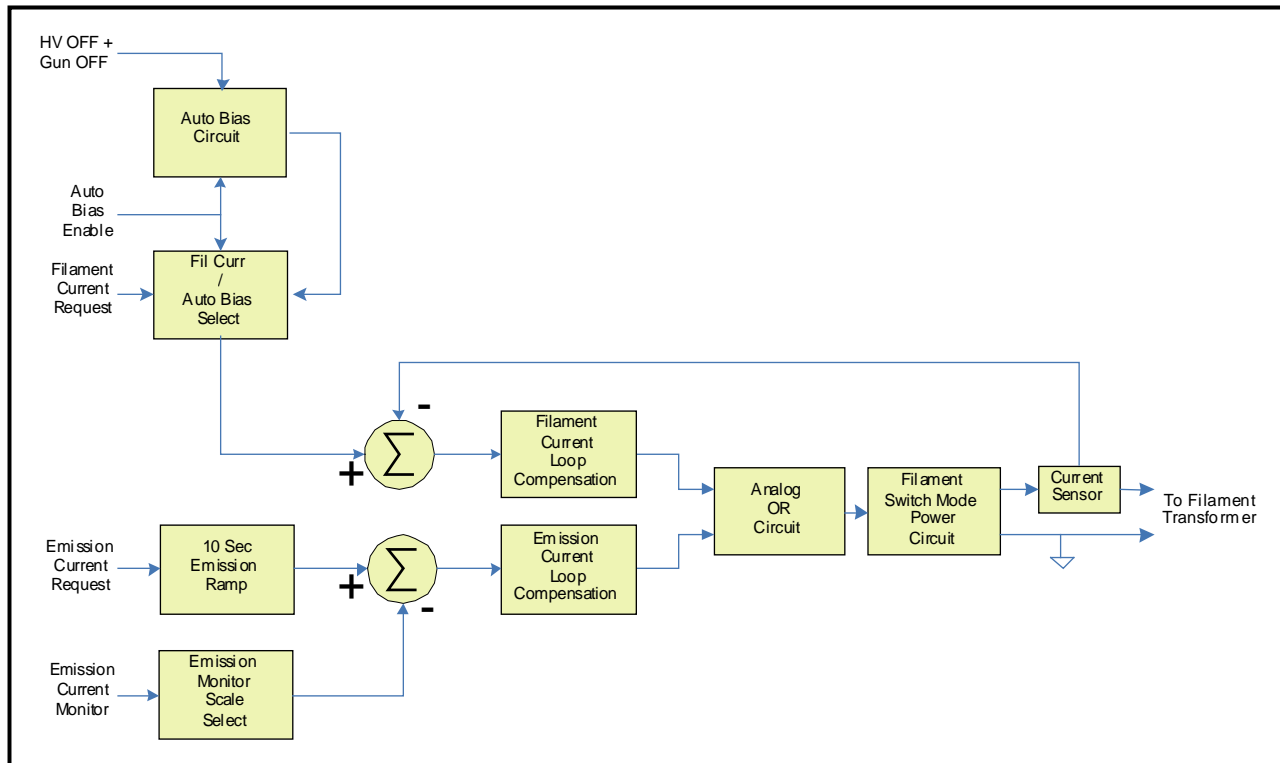 HV OFF +
Gun OFF
Auto Bias
Circuit
Auto
Bias
Enable
Filament
Current
Request
Fil Curr
/
Auto Bias
Select
-
+
Σ
Filament
Current
Loop
Compensation
Analog
OR
Circuit
Filament
Switch Mode
Power
Circuit
Current
Sensor
To Filament
Transformer
Emission
Current
Request
10 Sec
Emission
Ramp
+
Σ
-
Emission
Current
Loop
Compensation
Emission
Current
Monitor
Emission
Monitor
Scale
Select